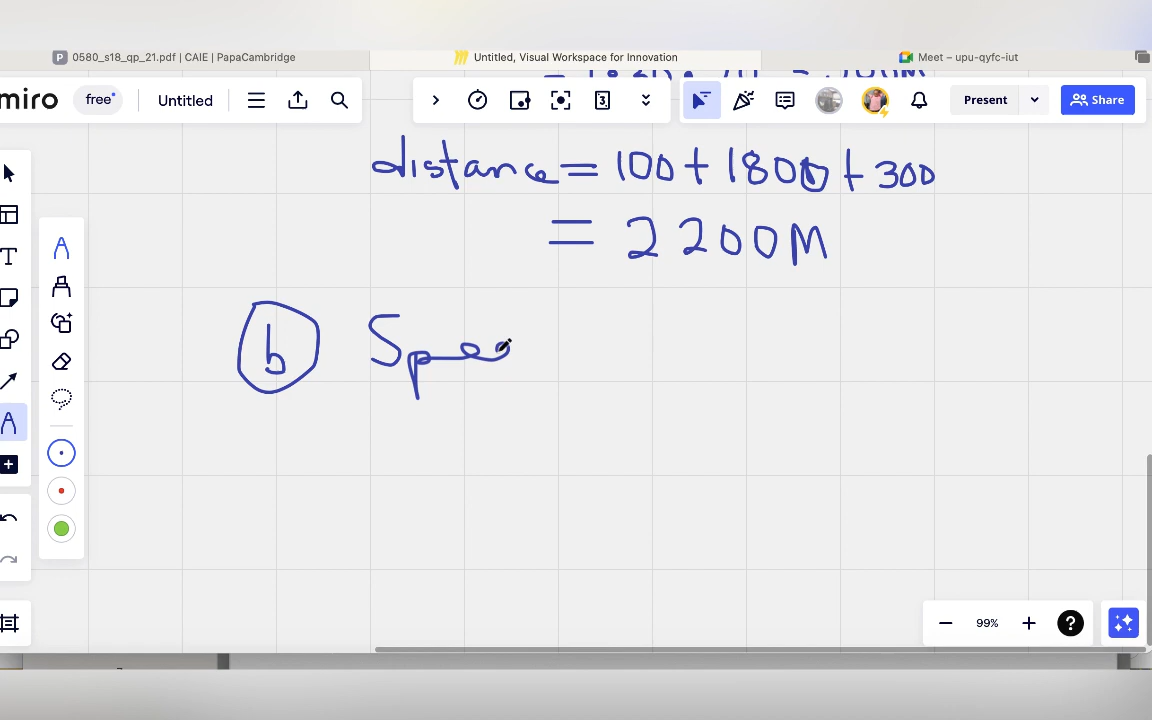 0580_s18_qp_21.pdf | CAIE | PapaCambridge
Untitled, Visual Workspace for Innovation
Meet – upu-qyfc-iut
miro
free
Untitled
3
Present
Share
distance = 100 + 1800 + 300
= 2200M
b Spee
99%
?